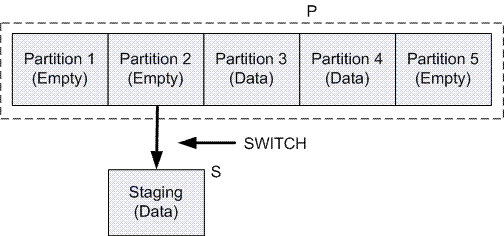 P
Partition 1
(Empty)
Partition 2
(Empty)
Partition 3
(Data)
Partition 4
(Data)
Partition 5
(Empty)
SWITCH
S
Staging
(Data)